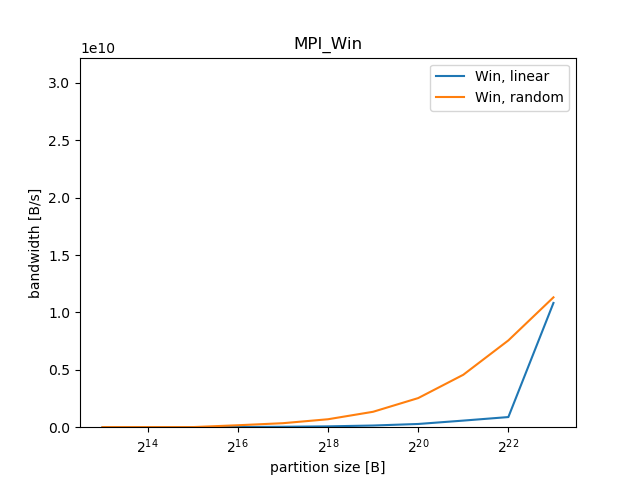 MPI_Win
1e10
3.0
2.5
2.0
1.5
1.0
0.5
0.0
bandwidth [B/s]
Win, linear
Win, random
2^14 2^16 2^18 2^20 2^22
partition size [B]